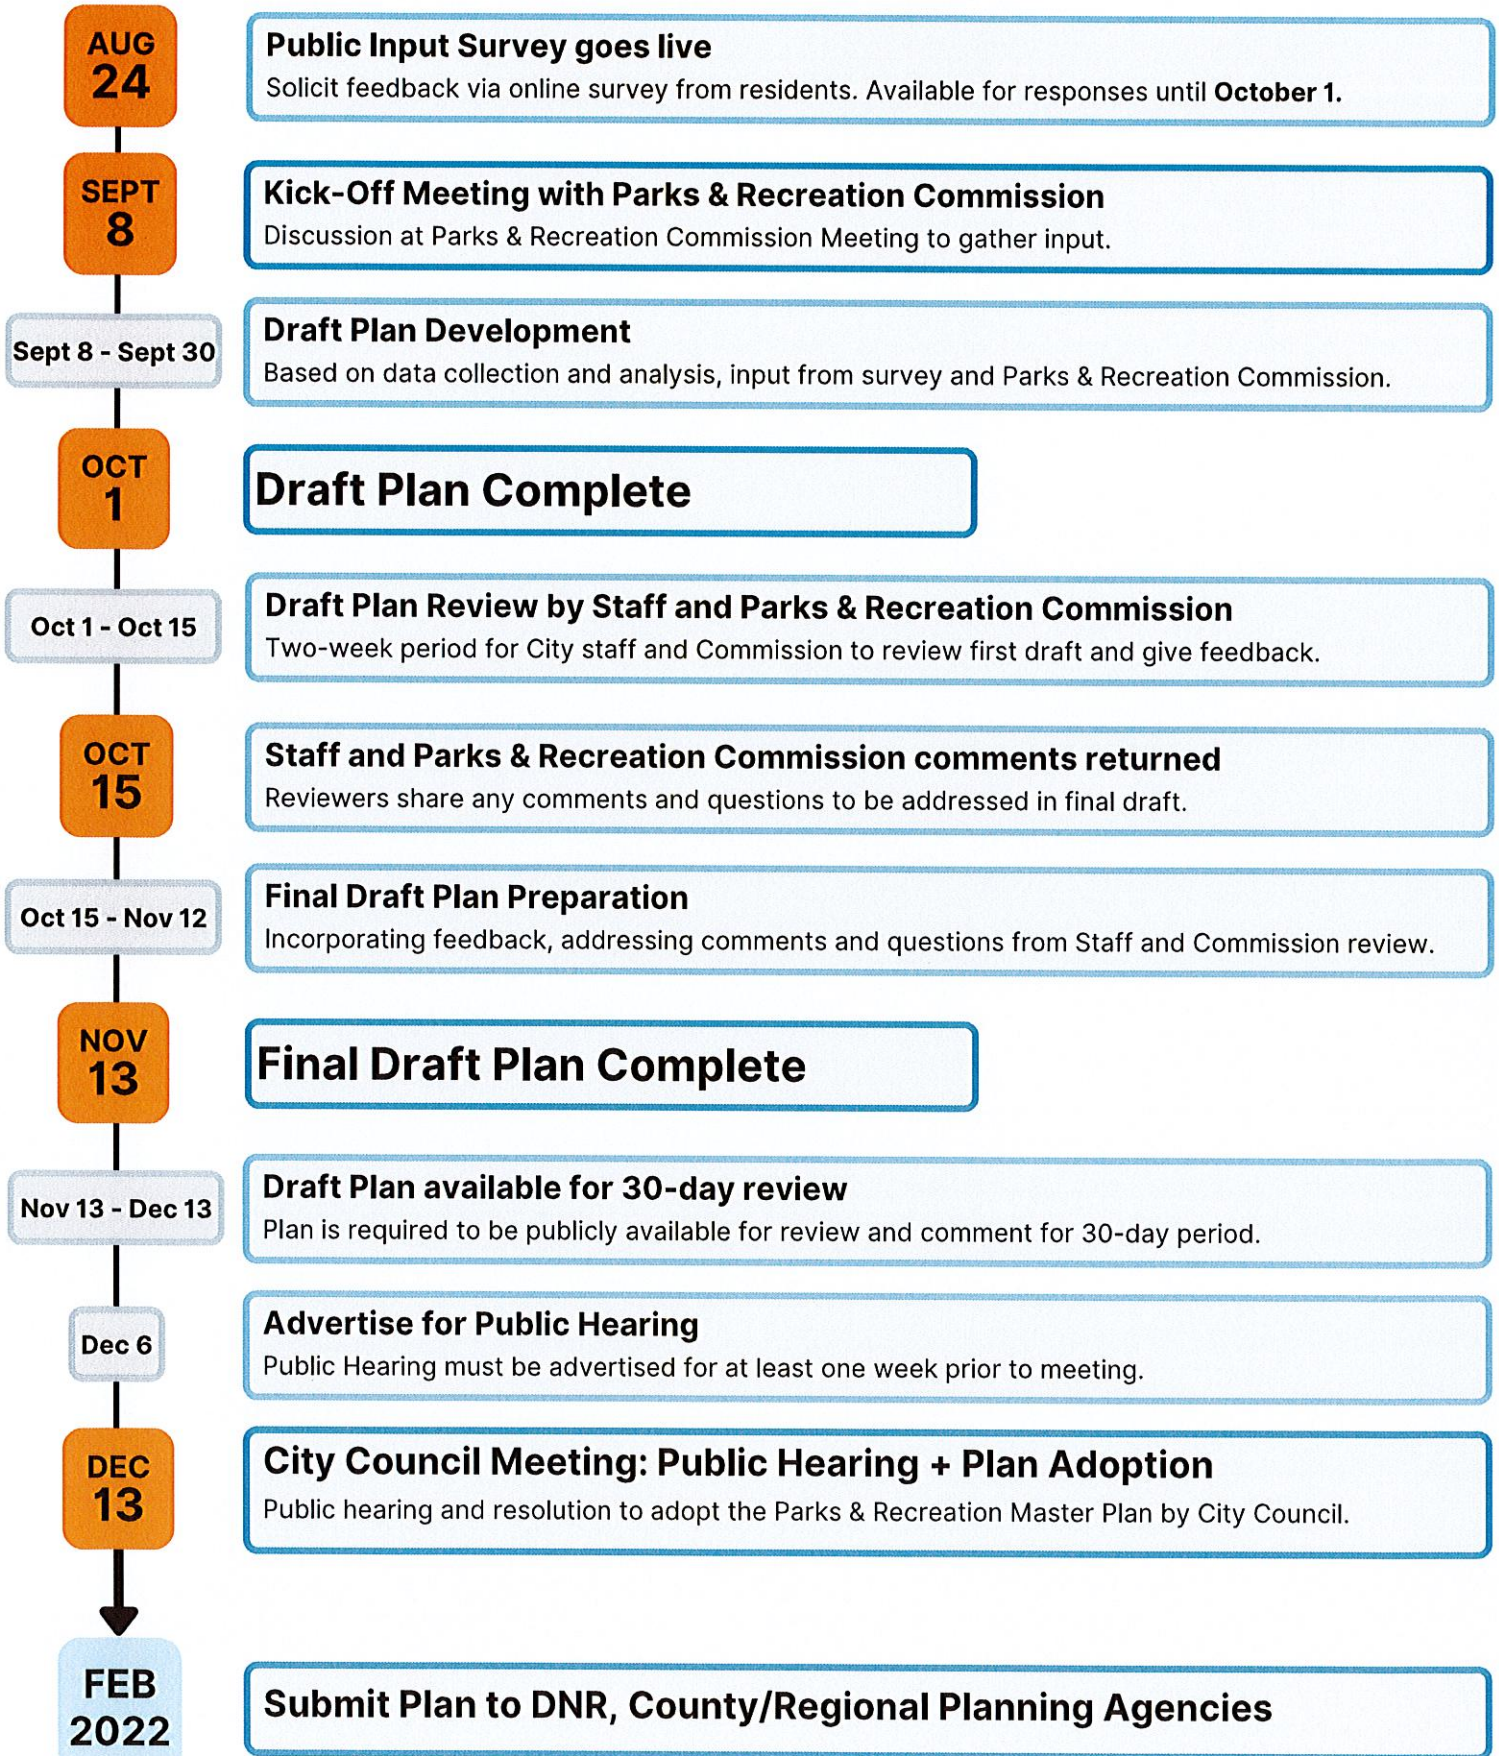 AUG
24
Public Input Survey goes live
Solicit feedback via online survey from residents. Available for responses until October 1.
SEPT
8
Kick-Off Meeting with Parks & Recreation Commission
Discussion at Parks & Recreation Commission Meeting to gather input.
Sept 8 - Sept 30
Draft Plan Development
Based on data collection and analysis, input from survey and Parks & Recreation Commission.
OCT
1
Draft Plan Complete
Oct 1 - Oct 15
Draft Plan Review by Staff and Parks & Recreation Commission
Two-week period for City staff and Commission to review first draft and give feedback.
OCT
15
Staff and Parks & Recreation Commission comments returned
Reviewers share any comments and questions to be addressed in final draft.
Oct 15 - Nov 12
Final Draft Plan Preparation
Incorporating feedback, addressing comments and questions from Staff and Commission review.
NOV
13
Final Draft Plan Complete
Nov 13 - Dec 13
Draft Plan available for 30-day review
Plan is required to be publicly available for review and comment for 30-day period.
Dec 6
Advertise for Public Hearing
Public Hearing must be advertised for at least one week prior to meeting.
DEC
13
City Council Meeting: Public Hearing + Plan Adoption
Public hearing and resolution to adopt the Parks & Recreation Master Plan by City Council.
FEB
2022
Submit Plan to DNR, County/Regional Planning Agencies